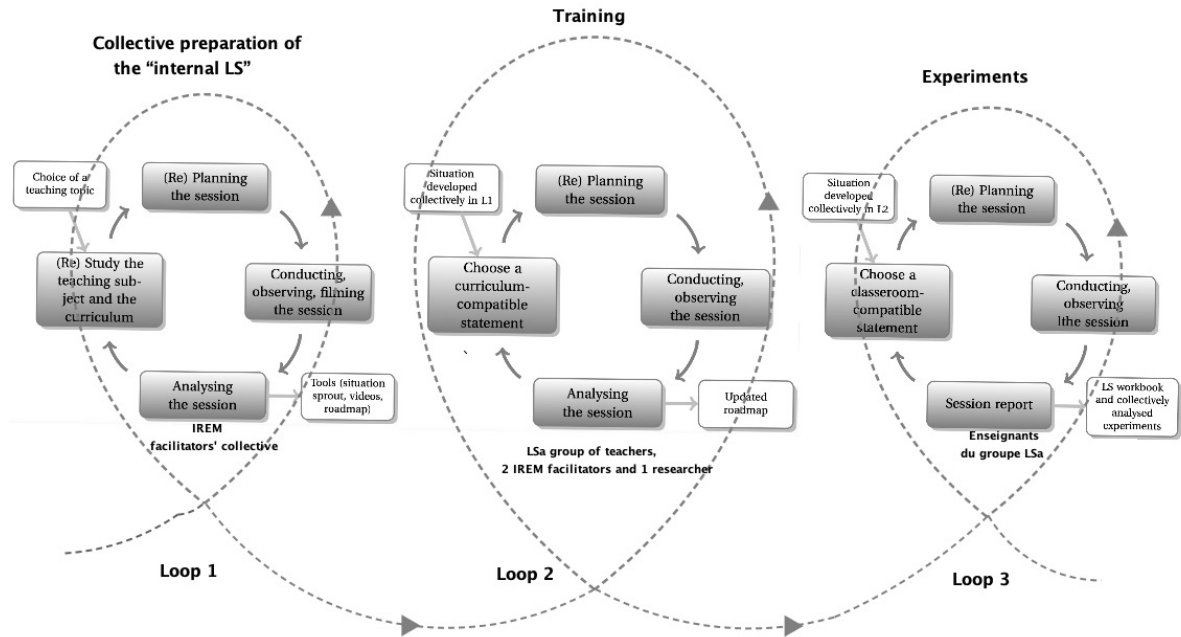 Collective preparation of
the “internal LS”
Choice of a
teaching topic
(Re) Planning
the session
(Re) Study the
teaching sub-
ject and the
curriculum
Conducting,
observing, filming
the session
Analysing
the session
Tools (situation
sprout, videos,
roadmap)
IREM
facilitators' collective
Loop 1
Training
Situation
developed
collectively in L1
(Re) Planning
the session
Choose a
curriculum-
compatible
statement
Conducting,
observing
the session
Analysing
the session
Updated
roadmap
LSa group of teachers,
2 IREM facilitators and 1 researcher
Loop 2
Experiments
Situation
developed
collectively in L2
(Re) Planning
the session
Choose a
classeroom-
compatible
statement
Conducting,
observing
lthe session
Session report
LS workbook
and collectively
analysed
experiments
Enseignants
du groupe LSa
Loop 3